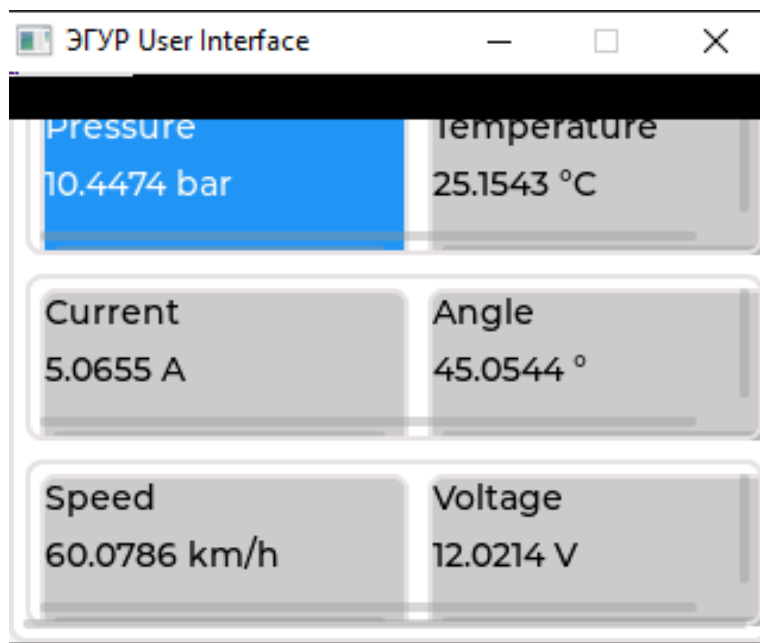 ЭГУР User Interface
Pressure Temperature
10.4474 bar 25.1543 °C
Current Angle
5.0655 A 45.0544 °
Speed Voltage
60.0786 km/h 12.0214 V